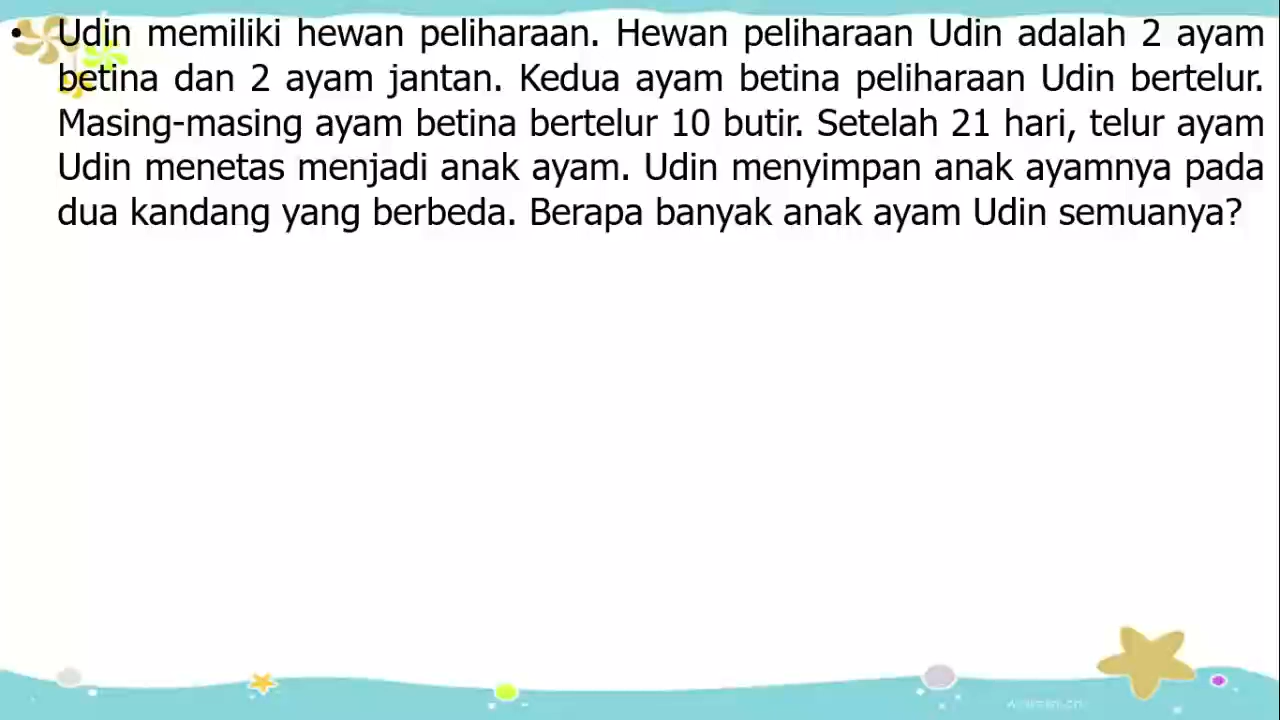 • Udin memiliki hewan peliharaan. Hewan peliharaan Udin adalah 2 ayam
betina dan 2 ayam jantan. Kedua ayam betina peliharaan Udin bertelur.
Masing-masing ayam betina bertelur 10 butir. Setelah 21 hari, telur ayam
Udin menetas menjadi anak ayam. Udin menyimpan anak ayamnya pada
dua kandang yang berbeda. Berapa banyak anak ayam Udin semuanya?